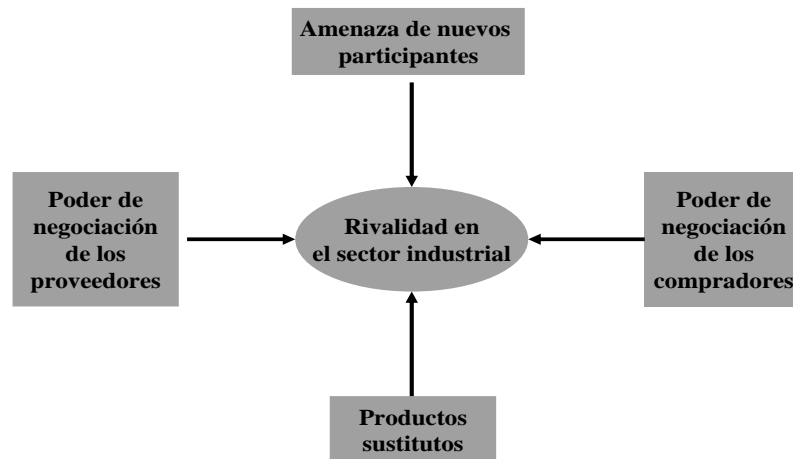 Amenaza de nuevos
participantes
Poder de
negociación
de los
proveedores
Rivalidad en
el sector industrial
Poder de
negociación
de los
compradores
Productos
sustitutos